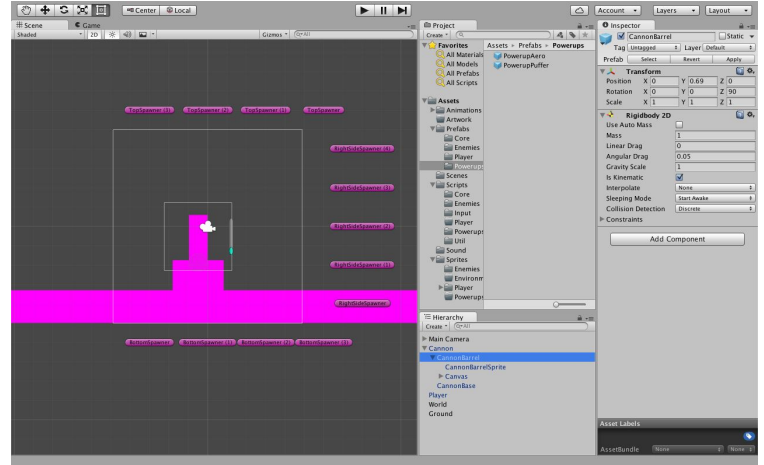 Center Local Account Layers Layout
Scene Game
Shaded 2D Gizmos All
TopSpawner (3) TopSpawner (2) TopSpawner (1) TopSpawner
RightSideSpawner (4)
RightSideSpawner (3)
RightSideSpawner (2)
RightSideSpawner (1)
RightSideSpawner
BottomSpawner BottomSpawner (1) BottomSpawner (2) BottomSpawner (3)
Project
Create
Favorites
All Materials
All Models
All Prefabs
All Scripts
Assets
Animations
Artwork
Prefabs
Core
Enemies
Player
Powerups
Scenes
Scripts
Core
Enemies
Input
Player
Powerups
Util
Sound
Sprites
Enemies
Environm
Player
Powerups
Assets Prefabs Powerups
PowerupAero
PowerupPuffer
Hierarchy
Create All
Main Camera
Cannon
CannonBarrel
CannonBarrelSprite
Canvas
CannonBase
Player
World
Ground
Inspector
CannonBarrel Static
Tag Untagged Layer Default
Prefab Select Revert Apply
Transform
Position X 0 Y 0.69 Z 0
Rotation X 0 Y 0 Z 90
Scale X 1 Y 1 Z 1
Rigidbody 2D
Use Auto Mass
Mass 1
Linear Drag 0
Angular Drag 0.05
Gravity Scale 1
Is Kinematic
Interpolate None
Sleeping Mode Start Awake
Collision Detection Discrete
Constraints
Add Component
Asset Labels
AssetBundle None None